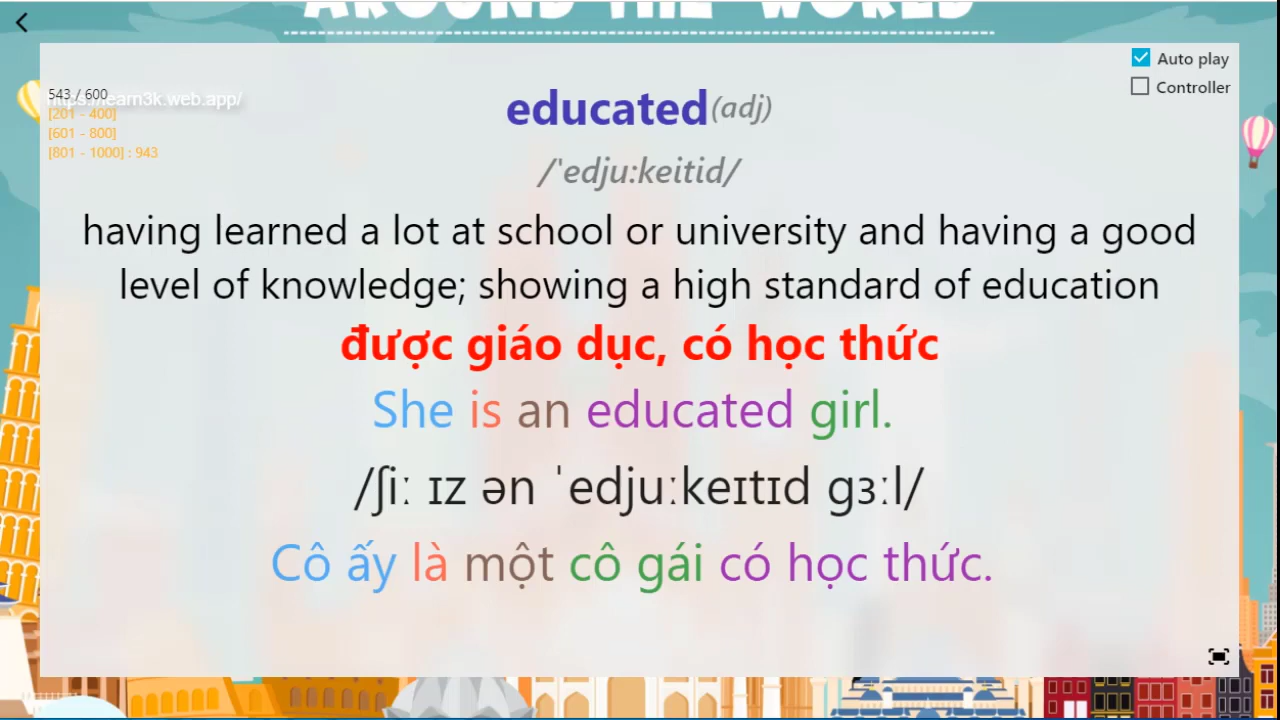 AROUND THE WORLD
Auto play
543 / 600
https://learn3k.web.app/
Controller
[201 - 400]
[601 - 800]
[801 - 1000] : 943
educated(adj)
/'edju:keitid/
having learned a lot at school or university and having a good
level of knowledge; showing a high standard of education
được giáo dục, có học thức
She is an educated girl.
/ʃiː ɪz ən ˈedjuːkeɪtɪd ɡɜːl/
Cô ấy là một cô gái có học thức.